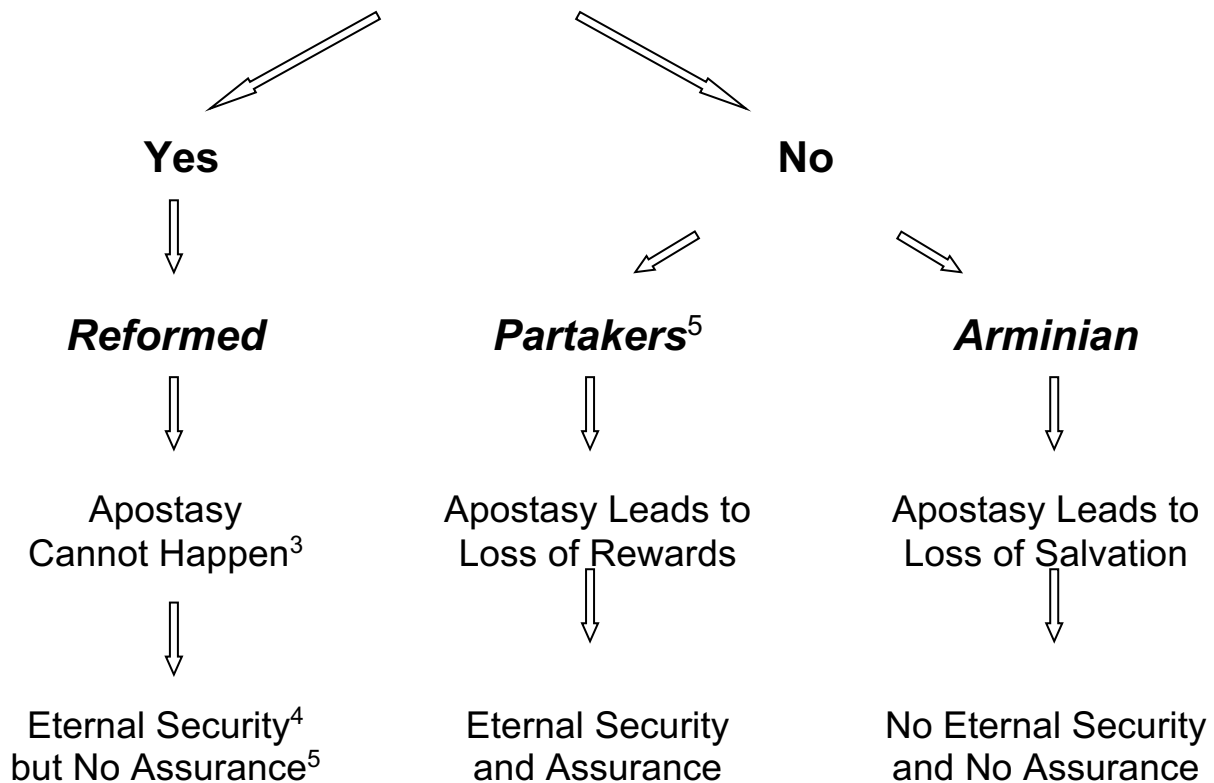 Yes
No
Reformed
Partakers⁵
Arminian
Apostasy
Cannot Happen³
Apostasy Leads to
Loss of Rewards
Apostasy Leads to
Loss of Salvation
Eternal Security⁴
but No Assurance⁵
Eternal Security
and Assurance
No Eternal Security
and No Assurance